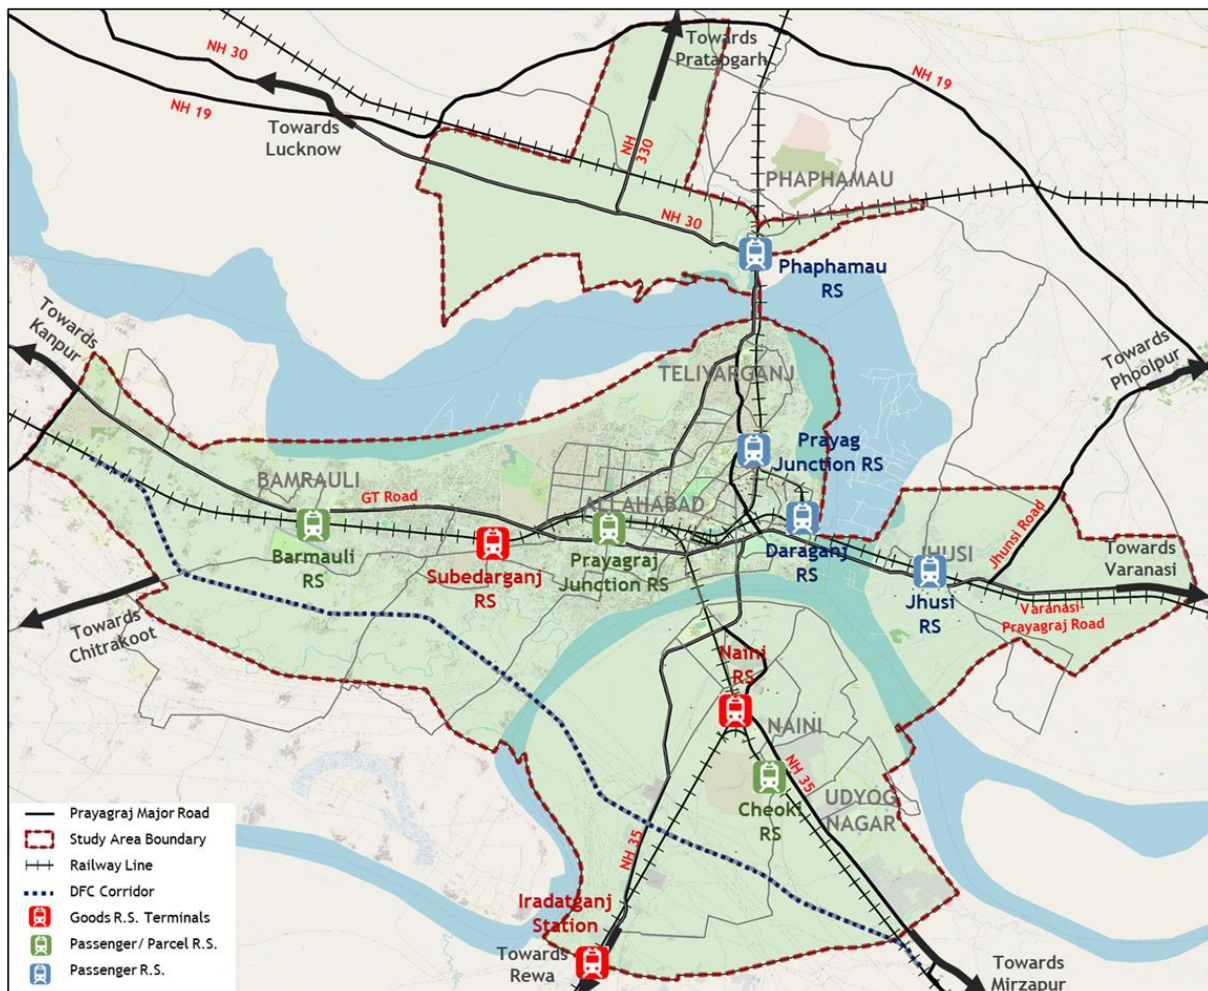 NH 30
NH 19
Towards
Lucknow
Towards
Pratapgarh
NH
330
NH 19
PHAPHAMAU
NH 30
Phaphamau
RS
Towards
Kanpur
Towards
Phoolpur
TELIYARGANJ
Prayag
Junction RS
BAMRAULI
GT Road
ALLAHABAD
Barmauli
RS
Subedarganj
RS
Prayagraj
Junction RS
Daraganj
RS
JHUSI
Jhusi
RS
Jhunsi Road
Towards
Varanasi
Varanasi-
Prayagraj Road
Towards
Chitrakoot
Naini
RS
NAINI
NH 35
Cheoki
RS
UDYOG
NAGAR
NH 35
Iradatganj
Station
Towards
Rewa
Towards
Mirzapur
Prayagraj Major Road
Study Area Boundary
Railway Line
DFC Corridor
Goods R.S. Terminals
Passenger/ Parcel R.S.
Passenger R.S.